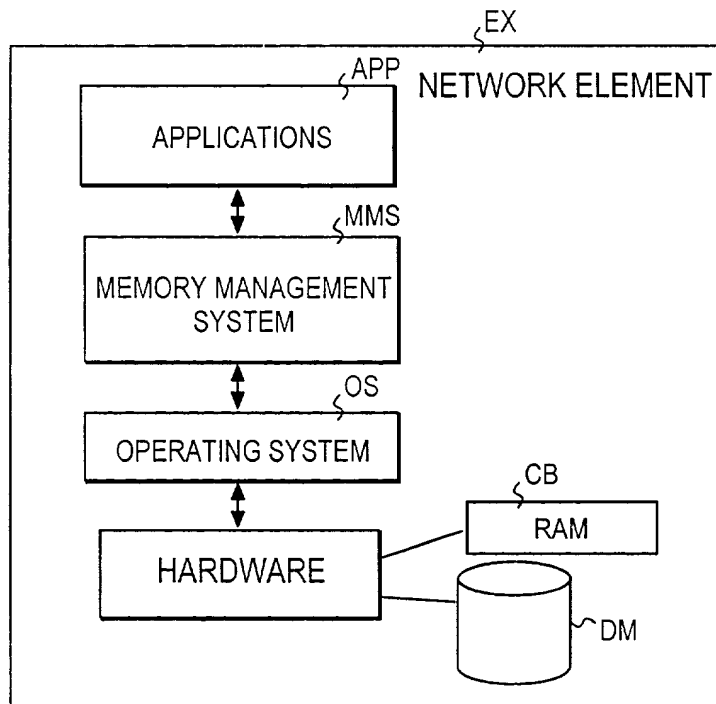 EX
NETWORK ELEMENT
APP
APPLICATIONS
MMS
MEMORY MANAGEMENT
SYSTEM
OS
OPERATING SYSTEM
CB
RAM
HARDWARE
DM